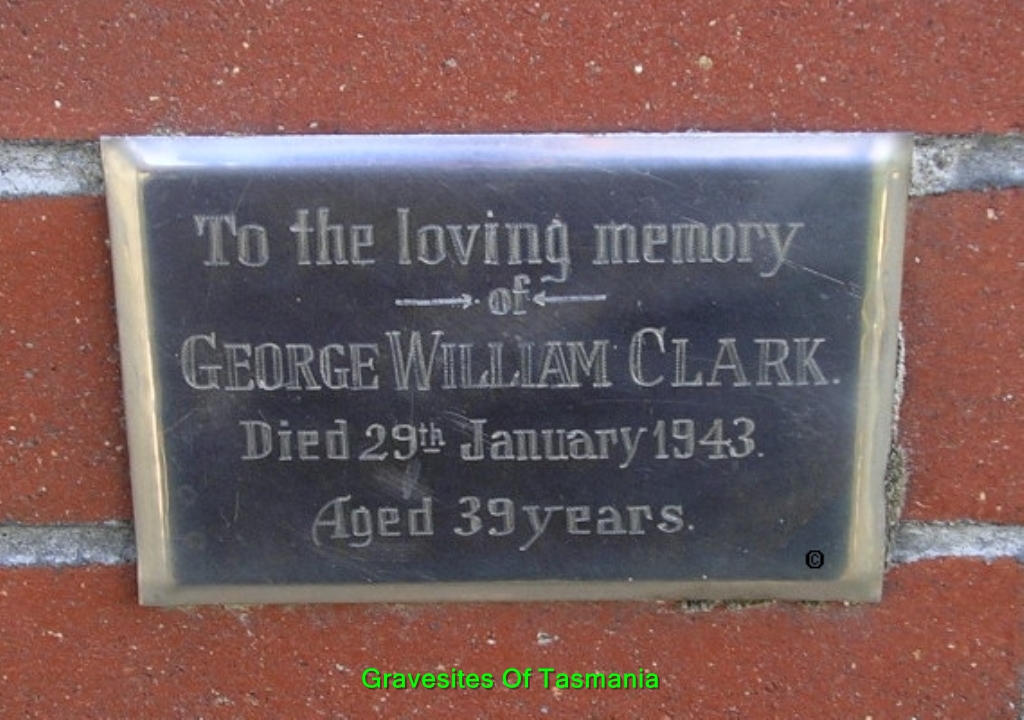 To the loving memory
of
GEORGE WILLIAM CLARK.
Died 29th January 1943.
Aged 39 years.
©
Gravesites Of Tasmania